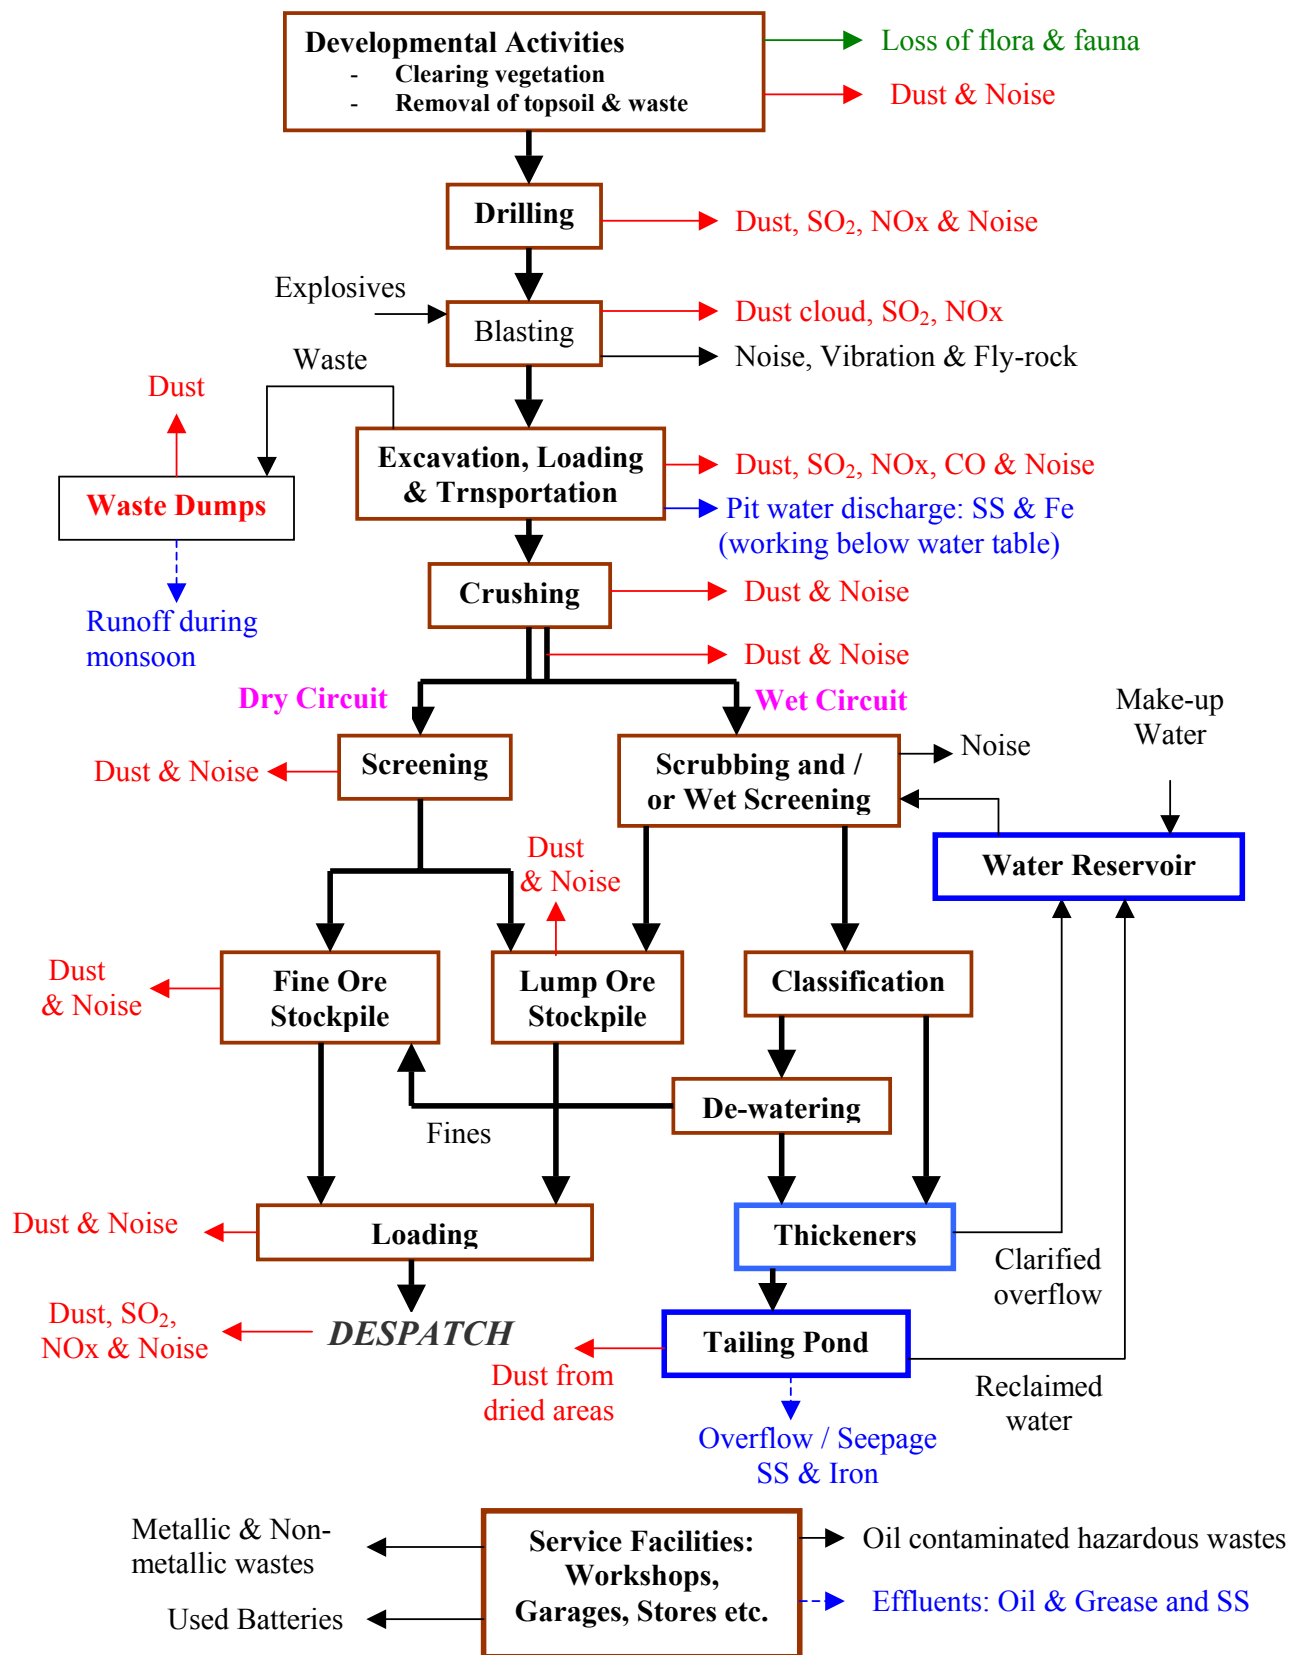 Developmental Activities
- Clearing vegetation
- Removal of topsoil & waste
Loss of flora & fauna
Dust & Noise
Drilling
Dust, SO₂, NOx & Noise
Explosives
Blasting
Dust cloud, SO₂, NOx
Noise, Vibration & Fly-rock
Waste
Dust
Excavation, Loading
& Trnsportation
Dust, SO₂, NOx, CO & Noise
Pit water discharge: SS & Fe
(working below water table)
Waste Dumps
Runoff during
monsoon
Crushing
Dust & Noise
Dust & Noise
Dry Circuit
Wet Circuit
Make-up
Water
Dust & Noise
Screening
Scrubbing and /
or Wet Screening
Noise
Water Reservoir
Dust
& Noise
Dust
& Noise
Fine Ore
Stockpile
Lump Ore
Stockpile
Classification
De-watering
Fines
Dust & Noise
Loading
Thickeners
Clarified
overflow
Dust, SO₂,
NOx & Noise
DESPATCH
Tailing Pond
Dust from
dried areas
Reclaimed
water
Overflow / Seepage
SS & Iron
Metallic & Non-
metallic wastes
Used Batteries
Service Facilities:
Workshops,
Garages, Stores etc.
Oil contaminated hazardous wastes
Effluents: Oil & Grease and SS